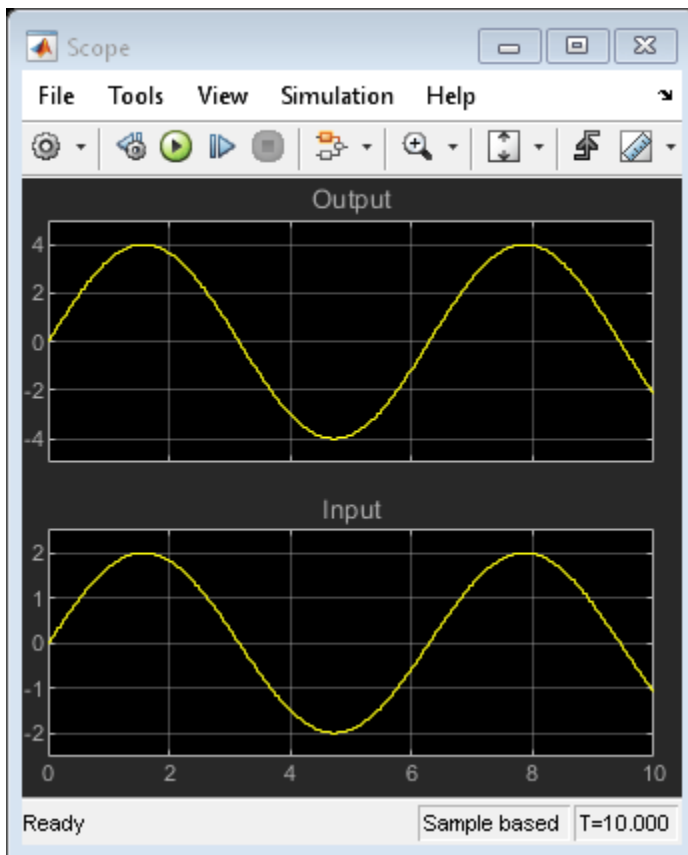 Scope
File Tools View Simulation Help
Output
4
2
0
-2
-4
Input
2
1
0
-1
-2
0 2 4 6 8 10
Ready Sample based T=10.000